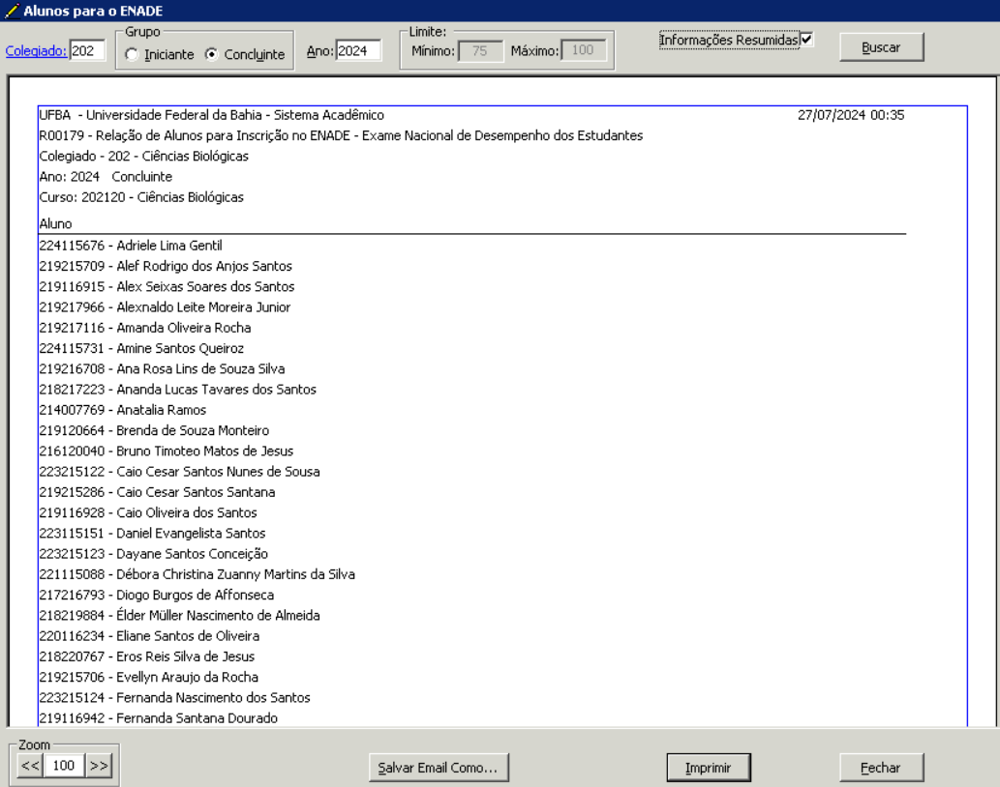 Alunos para o ENADE
Colegiado: 202
Grupo
Iniciante Concluinte
Ano: 2024
Limite:
Mínimo: 75 Máximo: 100
Informações Resumidas
Buscar
UFBA - Universidade Federal da Bahia - Sistema Acadêmico 27/07/2024 00:35
R00179 - Relação de Alunos para Inscrição no ENADE - Exame Nacional de Desempenho dos Estudantes
Colegiado - 202 - Ciências Biológicas
Ano: 2024 Concluinte
Curso: 202120 - Ciências Biológicas
Aluno
224115676 - Adriele Lima Gentil
219215709 - Alef Rodrigo dos Anjos Santos
219116915 - Alex Seixas Soares dos Santos
219217966 - Alexnaldo Leite Moreira Junior
219217116 - Amanda Oliveira Rocha
224115731 - Amine Santos Queiroz
219216708 - Ana Rosa Lins de Souza Silva
218217223 - Ananda Lucas Tavares dos Santos
214007769 - Anatalia Ramos
219120664 - Brenda de Souza Monteiro
216120040 - Bruno Timoteo Matos de Jesus
223215122 - Caio Cesar Santos Nunes de Sousa
219215286 - Caio Cesar Santos Santana
219116928 - Caio Oliveira dos Santos
223115151 - Daniel Evangelista Santos
223215123 - Dayane Santos Conceição
221115088 - Débora Christina Zuanny Martins da Silva
217216793 - Diogo Burgos de Affonseca
218219884 - Élder Müller Nascimento de Almeida
220116234 - Eliane Santos de Oliveira
218220767 - Eros Reis Silva de Jesus
219215706 - Evellyn Araujo da Rocha
223215124 - Fernanda Nascimento dos Santos
219116942 - Fernanda Santana Dourado
Zoom
<< 100 >>
Salvar Email Como...
Imprimir
Fechar